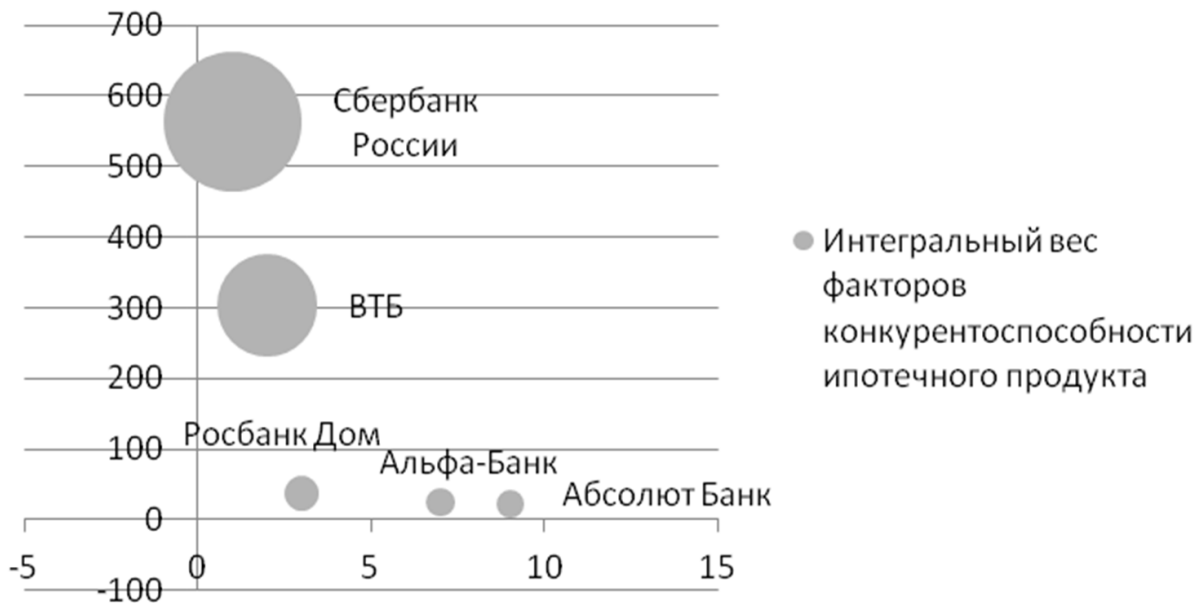 700
600
Сбербанк
России
500
400
300
ВТБ
200
100
Росбанк Дом
Альфа-Банк
Абсолют Банк
0
-5 0 5 10 15
-100
Интегральный вес
факторов
конкурентоспособности
ипотечного продукта